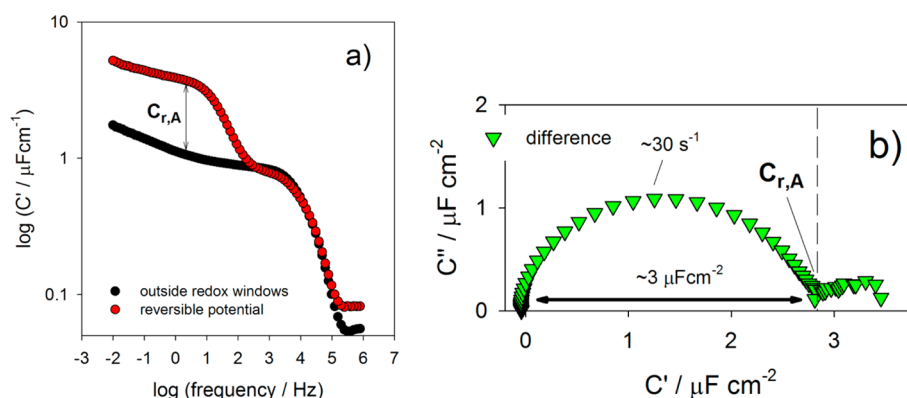 10
1
0.1
log (C' / µFcm⁻¹)
a)
C_r,A
outside redox windows
reversible potential
-3 -2 -1 0 1 2 3 4 5 6 7
log (frequency / Hz)
2
1
0
C'' / µF cm⁻²
difference
~30 s⁻¹
b)
C_r,A
~3 µFcm⁻²
0 1 2 3
C' / µF cm⁻²